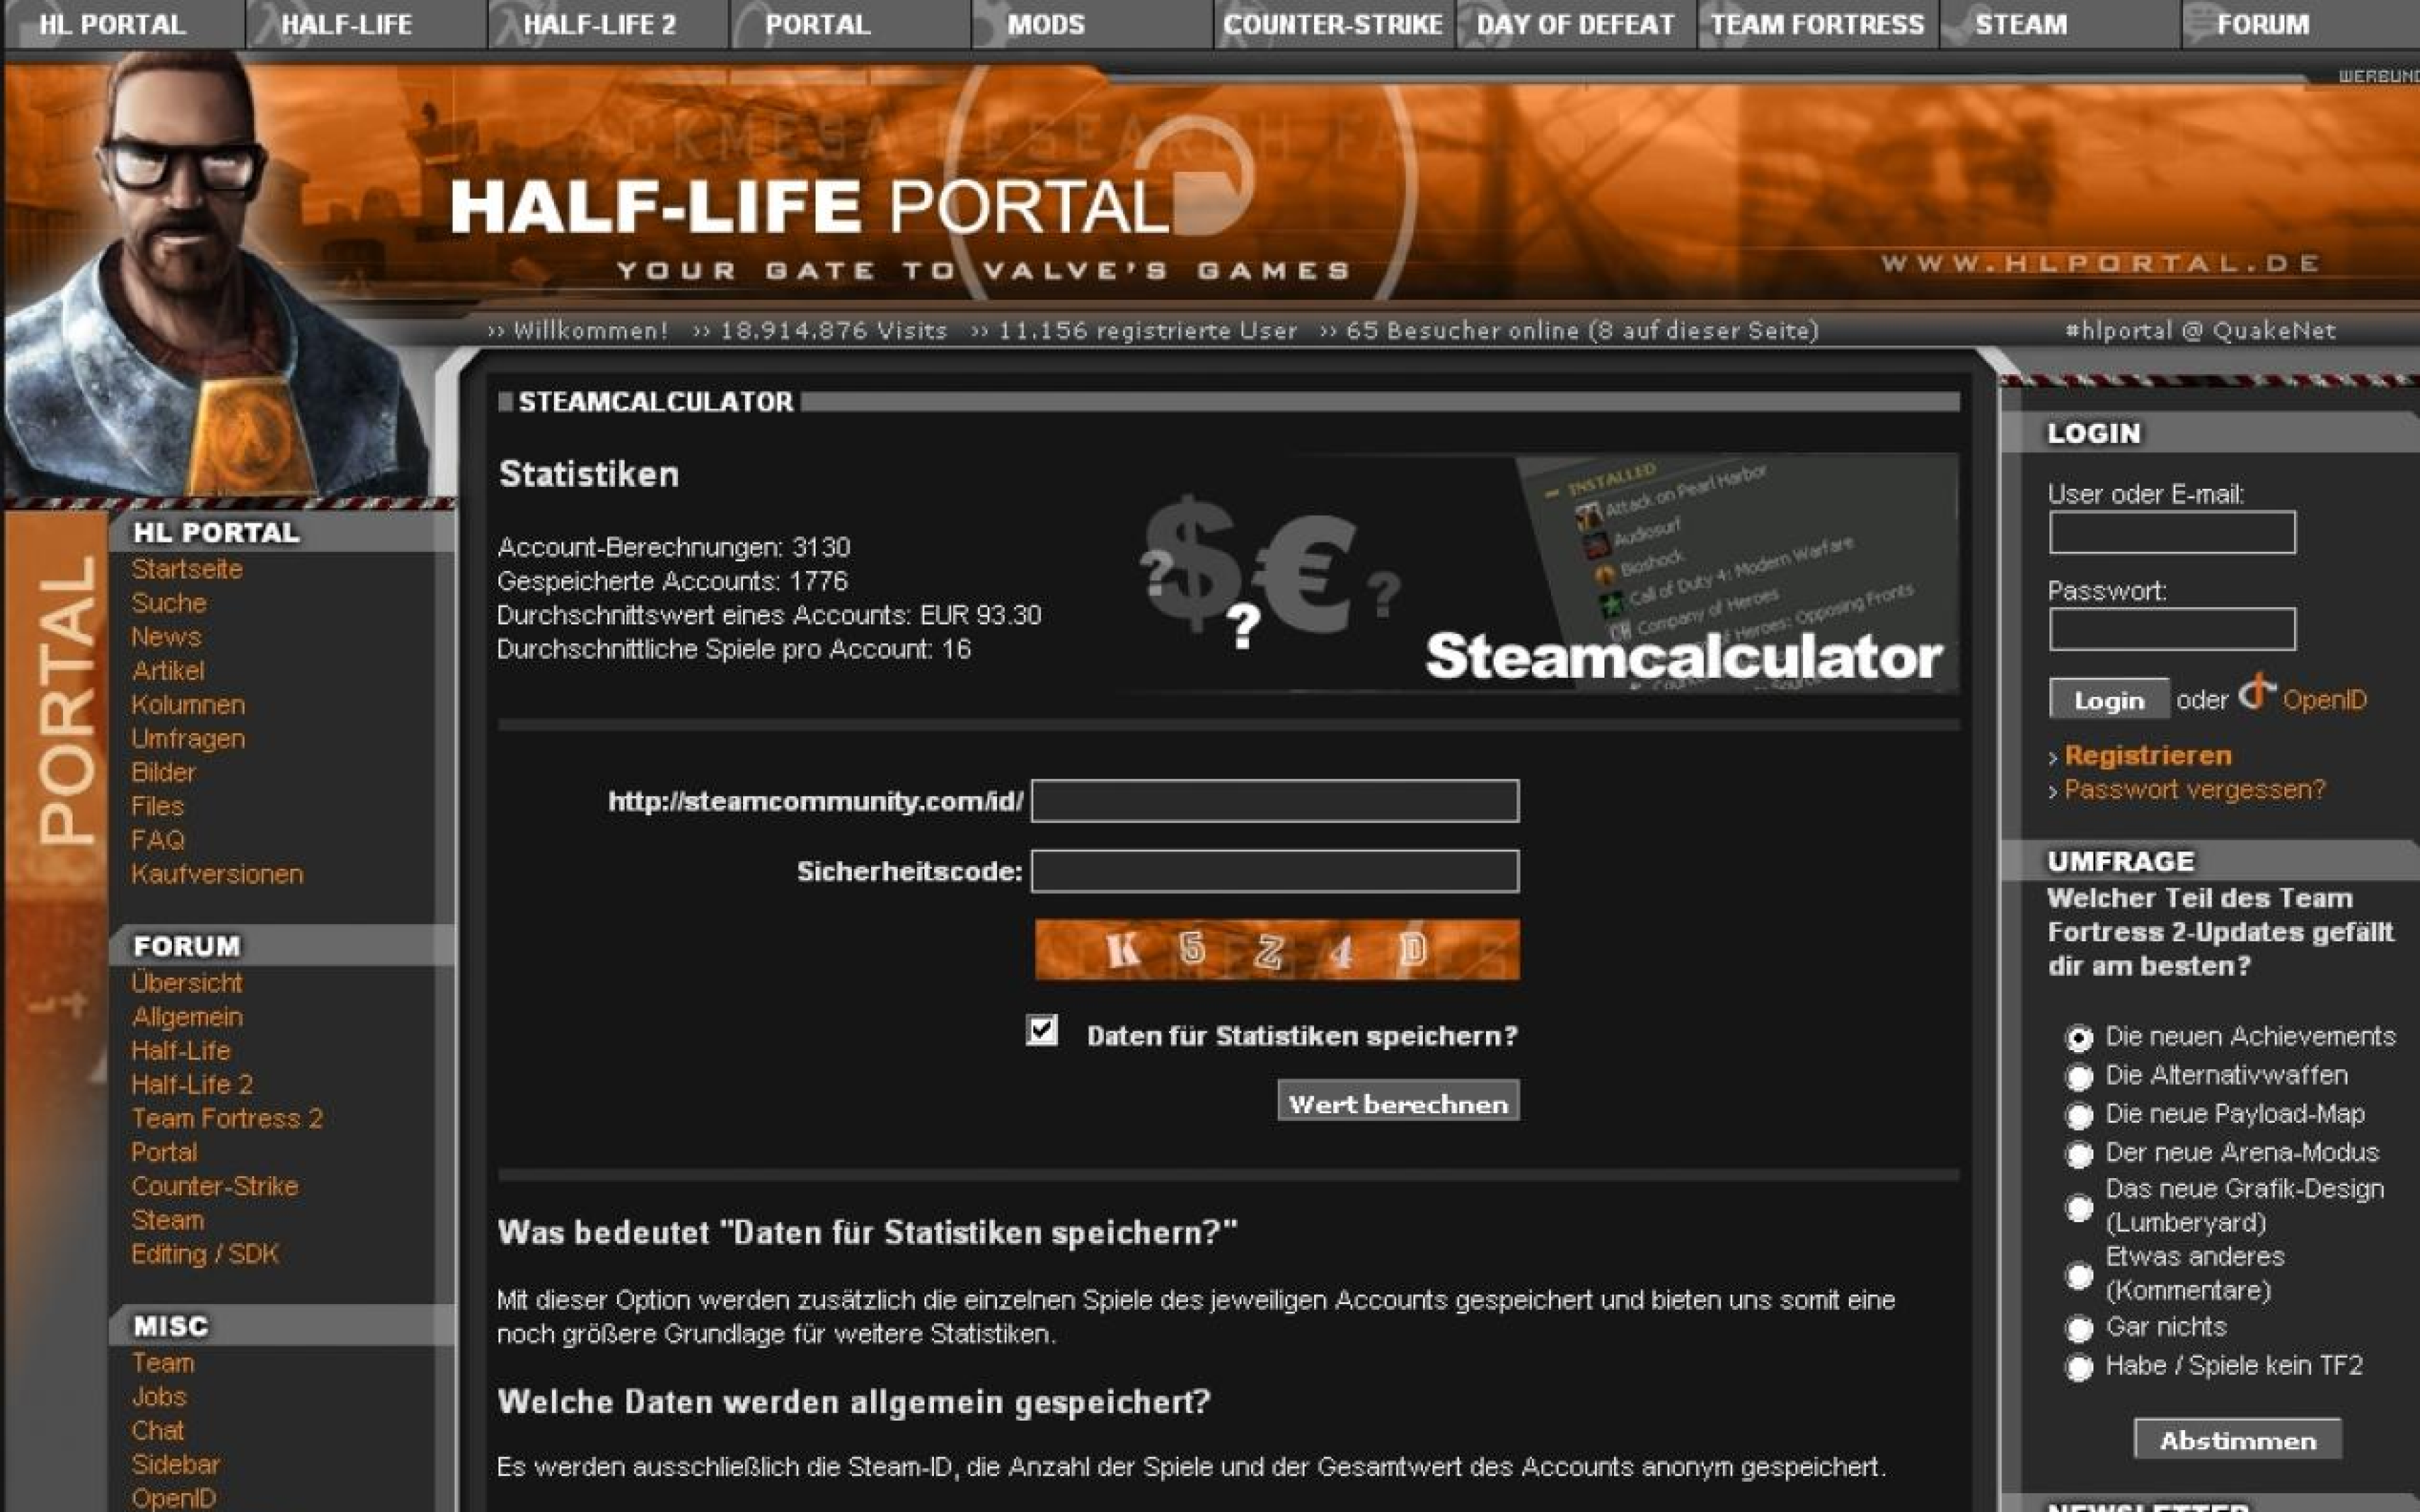 HL PORTAL HALF-LIFE HALF-LIFE 2 PORTAL MODS COUNTER-STRIKE DAY OF DEFEAT TEAM FORTRESS STEAM FORUM
WERBUNG
HALF-LIFE PORTAL
YOUR GATE TO VALVE'S GAMES
WWW.HLPORTAL.DE
›› Willkommen! ›› 18.914.876 Visits ›› 11.156 registrierte User ›› 65 Besucher online (8 auf dieser Seite)
#hlportal @ QuakeNet
PORTAL
HL PORTAL
Startseite
Suche
News
Artikel
Kolumnen
Umfragen
Bilder
Files
FAQ
Kaufversionen
FORUM
Übersicht
Allgemein
Half-Life
Half-Life 2
Team Fortress 2
Portal
Counter-Strike
Steam
Editing / SDK
MISC
Team
Jobs
Chat
Sidebar
OpenID
STEAMCALCULATOR
Statistiken
Account-Berechnungen: 3130
Gespeicherte Accounts: 1776
Durchschnittswert eines Accounts: EUR 93.30
Durchschnittliche Spiele pro Account: 16
? $ € ? ?
INSTALLED
Attack on Pearl Harbor
Audiosurf
Bioshock
Call of Duty 4: Modern Warfare
Company of Heroes
Heroes: Opposing Fronts
Steamcalculator
http://steamcommunity.com/id/
Sicherheitscode:
K 5 Z 4 D
Daten für Statistiken speichern?
Wert berechnen
Was bedeutet "Daten für Statistiken speichern?"
Mit dieser Option werden zusätzlich die einzelnen Spiele des jeweiligen Accounts gespeichert und bieten uns somit eine
noch größere Grundlage für weitere Statistiken.
Welche Daten werden allgemein gespeichert?
Es werden ausschließlich die Steam-ID, die Anzahl der Spiele und der Gesamtwert des Accounts anonym gespeichert.
LOGIN
User oder E-mail:
Passwort:
Login oder OpenID
› Registrieren
› Passwort vergessen?
UMFRAGE
Welcher Teil des Team
Fortress 2-Updates gefällt
dir am besten?
Die neuen Achievements
Die Alternativwaffen
Die neue Payload-Map
Der neue Arena-Modus
Das neue Grafik-Design
(Lumberyard)
Etwas anderes
(Kommentare)
Gar nichts
Habe / Spiele kein TF2
Abstimmen
NEWSLETTER